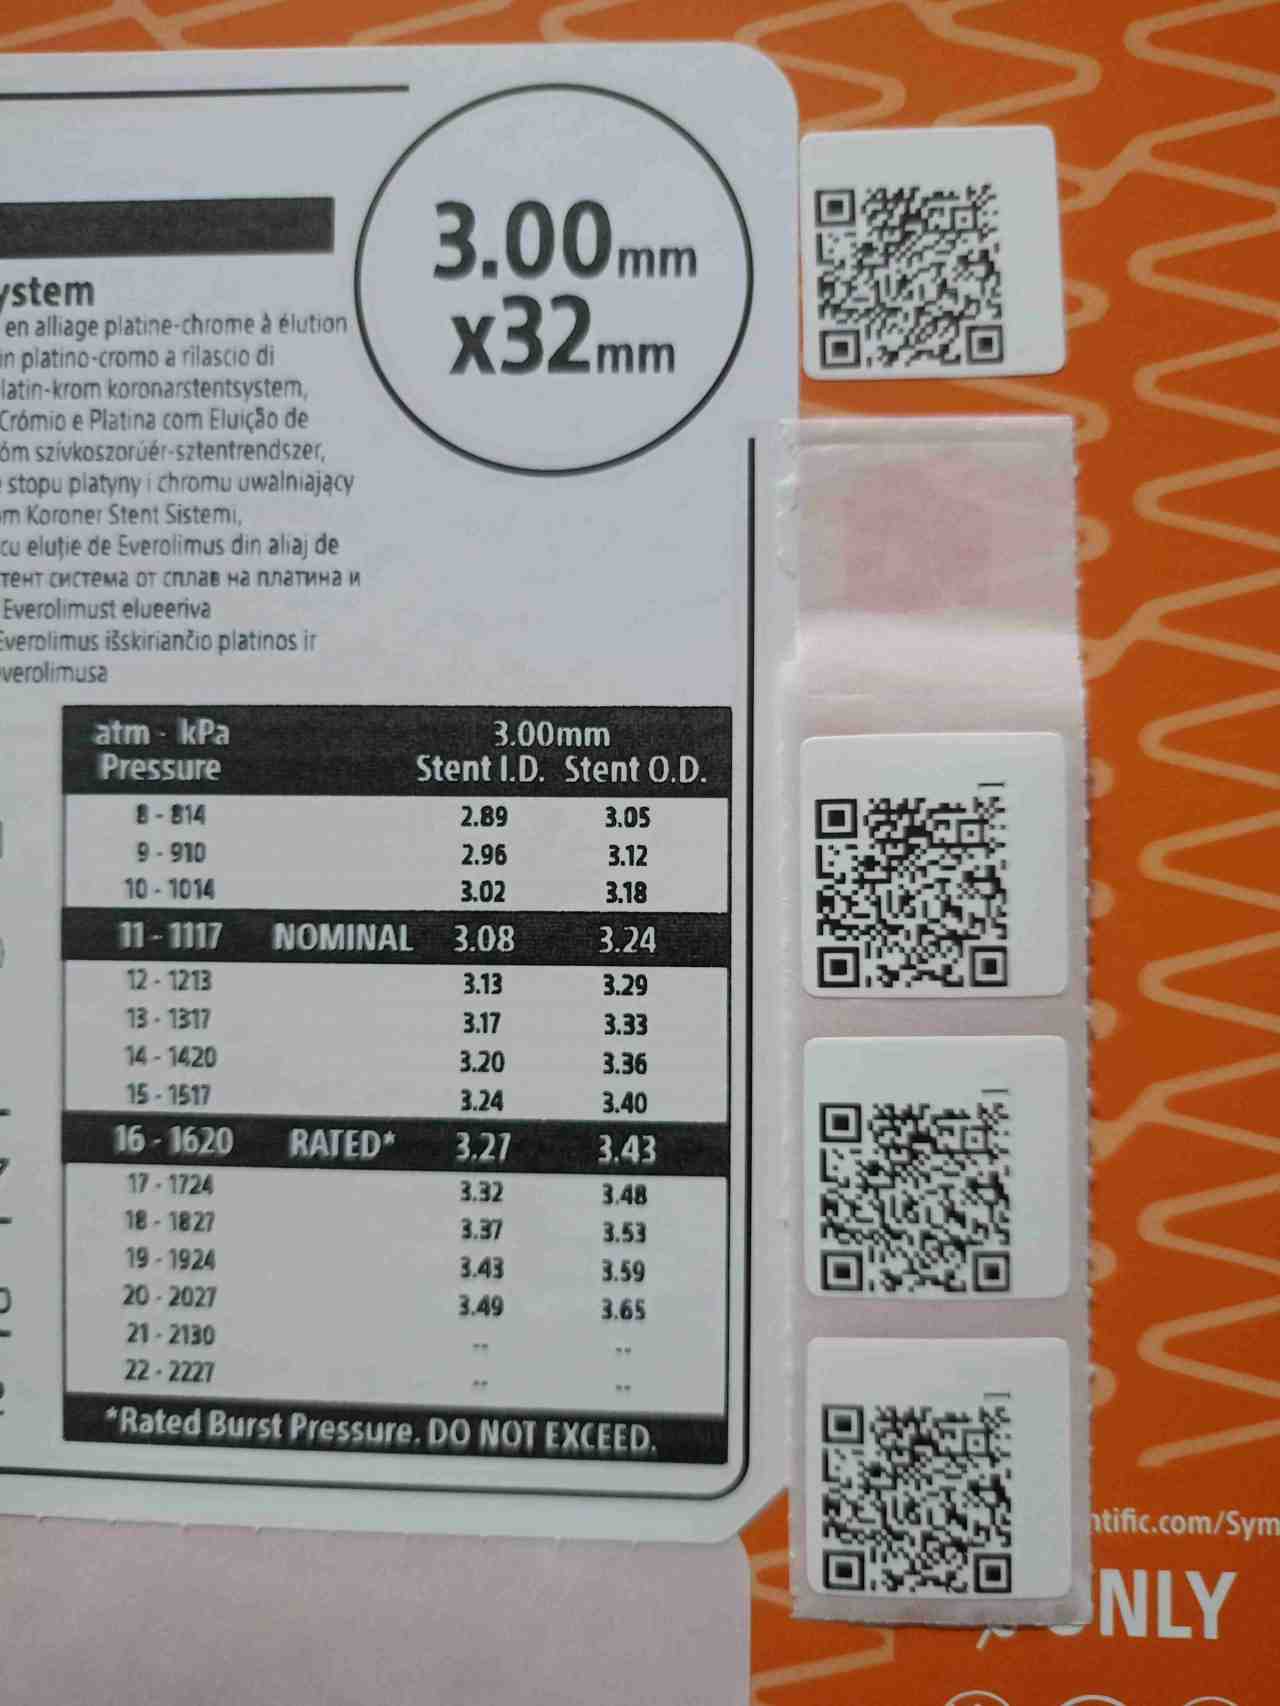 3.00mm
x32mm
ystem
en alliage platine-chrome à élution
in platino-cromo a rilascio di
latin-krom koronarstentsystem,
Crómio e Platina com Eluição de
óm szívkoszorúér-sztentrendszer,
stopu platyny i chromu uwalniający
m Koroner Stent Sistemi,
cu eluție de Everolimus din aliaj de
тент система от сплав на платина и
Everolimust elueeriva
Everolimus išskiriančio platinos ir
verolimusa
atm - kPa 3.00mm
Pressure Stent I.D. Stent O.D.
8 - 814 2.89 3.05
9 - 910 2.96 3.12
10 - 1014 3.02 3.18
11 - 1117 NOMINAL 3.08 3.24
12 - 1213 3.13 3.29
13 - 1317 3.17 3.33
14 - 1420 3.20 3.36
15 - 1517 3.24 3.40
16 - 1620 RATED* 3.27 3.43
17 - 1724 3.32 3.48
18 - 1827 3.37 3.53
19 - 1924 3.43 3.59
20 - 2027 3.49 3.65
21 - 2130 -- --
22 - 2227 -- --
*Rated Burst Pressure. DO NOT EXCEED.
ntific.com/Sym
ONLY